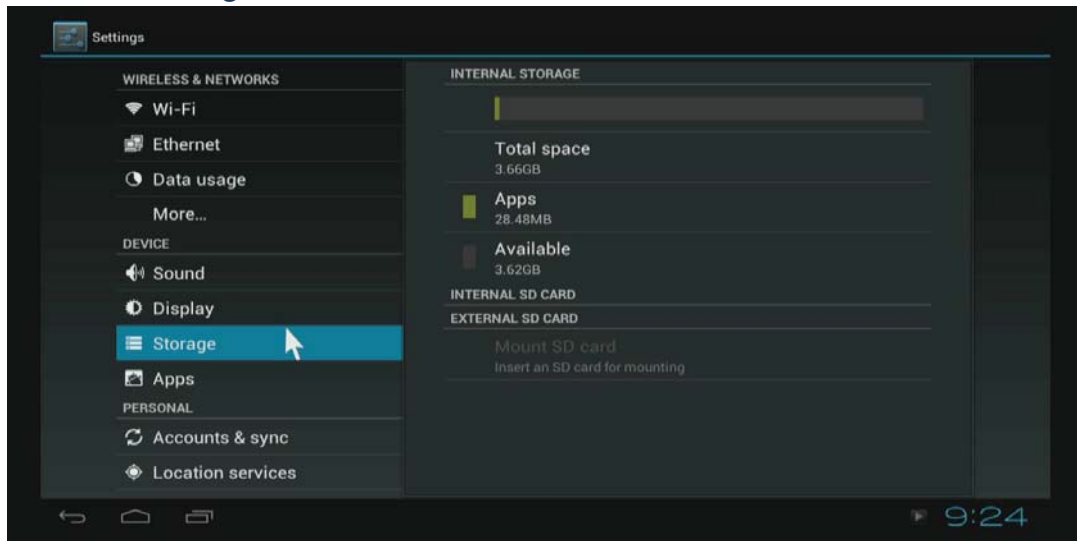 Settings
WIRELESS & NETWORKS
Wi-Fi
Ethernet
Data usage
More...
DEVICE
Sound
Display
Storage
Apps
PERSONAL
Accounts & sync
Location services
INTERNAL STORAGE
Total space
3.66GB
Apps
28.48MB
Available
3.62GB
INTERNAL SD CARD
EXTERNAL SD CARD
Mount SD card
Insert an SD card for mounting
9:24